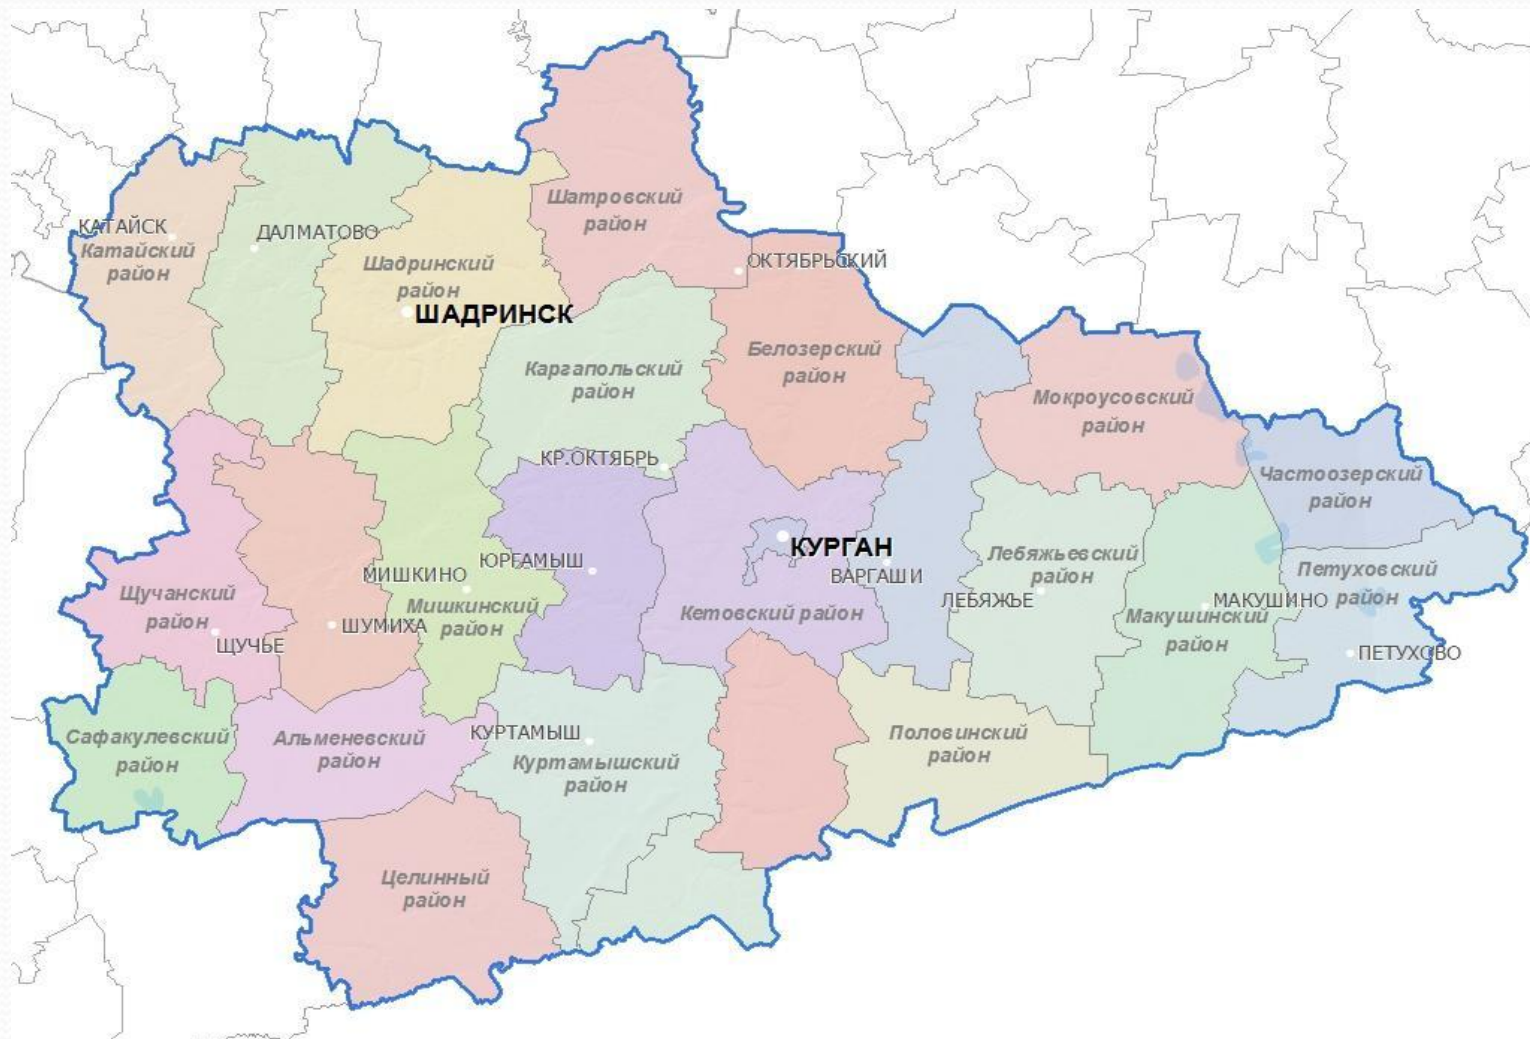 Шатровский
район
КАТАЙСК
Катайский
район
ДАЛМАТОВО
Шадринский
район
ШАДРИНСК
ОКТЯБРЬСКИЙ
Каргапольский
район
Белозерский
район
Мокроусовский
район
КР.ОКТЯБРЬ
Частоозерский
район
КУРГАН
ВАРГАШИ
ЮРГАМЫШ
МИШКИНО
Мишкинский
район
Щучанский
район
ШУМИХА
ЩУЧЬЕ
Кетовский район
Лебяжьевский
район
ЛЕБЯЖЬЕ
Макушинский
район
МАКУШИНО
Петуховский
район
ПЕТУХОВО
Сафакулевский
район
Альменевский
район
КУРТАМЫШ
Куртамышский
район
Половинский
район
Целинный
район